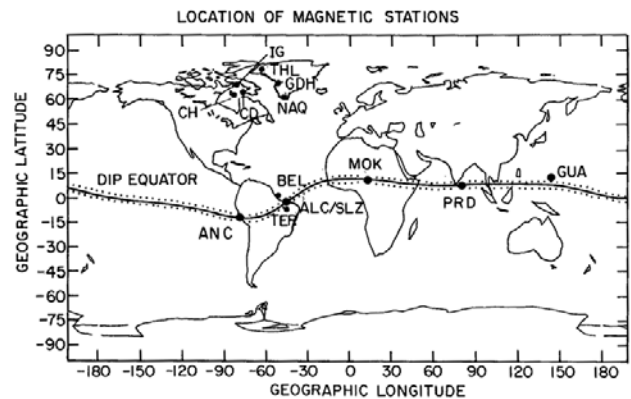 LOCATION OF MAGNETIC STATIONS
90
75
60
45
30
15
0
-15
-30
-45
-60
-75
-90
GEOGRAPHIC LATITUDE
IG
THL
GDH
CH
CD
NAQ
DIP EQUATOR
BEL
MOK
GUA
ANC
TER
ALC/SLZ
PRD
-180 -150 -120 -90 -60 -30 0 30 60 90 120 150 -180
GEOGRAPHIC LONGITUDE